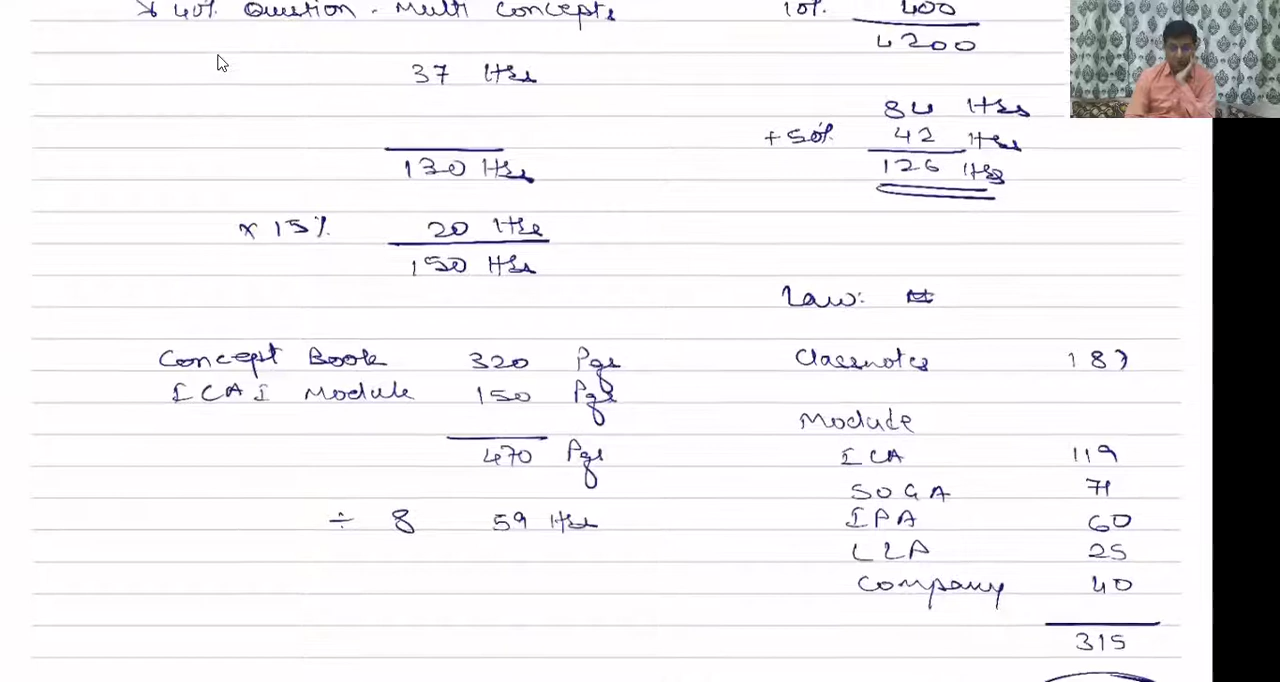 40% Question - Multi Concepts
37 Hrs
130 Hrs
x 15% 20 Hrs
150 Hrs
Concept Book 320 Pgs
ICAI Module 150 Pgs
470 Pgs
÷ 8 59 Hrs
10% 400
4200
84 Hrs
+50% 42 Hrs
126 Hrs
Law:
Classnotes 187
Module
ICA 119
SOGA 71
IPA 60
LLP 25
Company 40
315